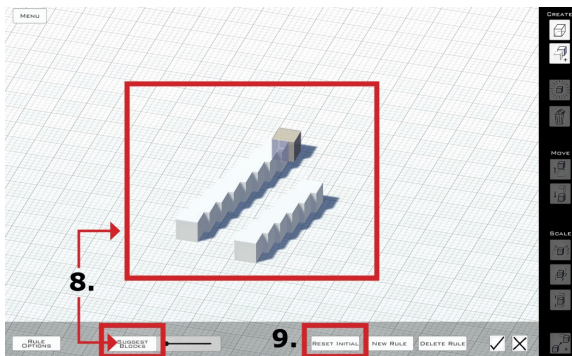 MENU
CREATE
MOVE
SCALE
8.
RULE
OPTIONS
SUGGEST
BLOCKS
9.
RESET INITIAL
NEW RULE
DELETE RULE